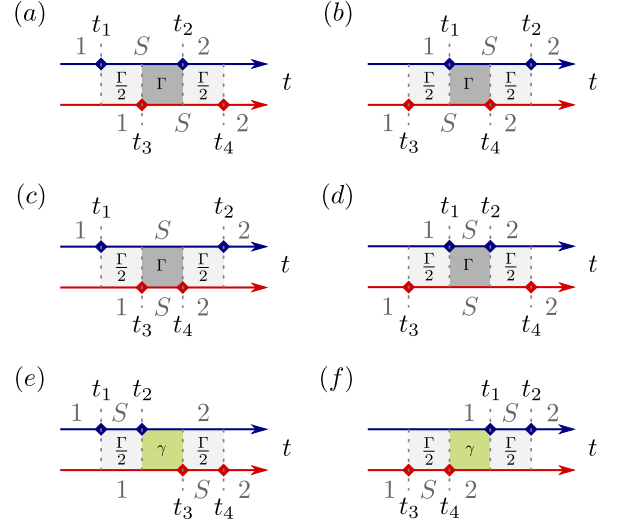 (a) t₁ t₂ (b) t₁ t₂
1 S 2 1 S 2
Γ/2 Γ Γ/2 t Γ/2 Γ Γ/2 t
1 S 2 1 S 2
t₃ t₄ t₃ t₄
(c) t₁ t₂ (d) t₁ t₂
1 S 2 1 S 2
Γ/2 Γ Γ/2 t Γ/2 Γ Γ/2 t
1 S 2 1 S 2
t₃ t₄ t₃ t₄
(e) t₁ t₂ (f) t₁ t₂
1 S 2 1 S 2
Γ/2 γ Γ/2 t Γ/2 γ Γ/2 t
1 S 2 1 S 2
t₃ t₄ t₃ t₄